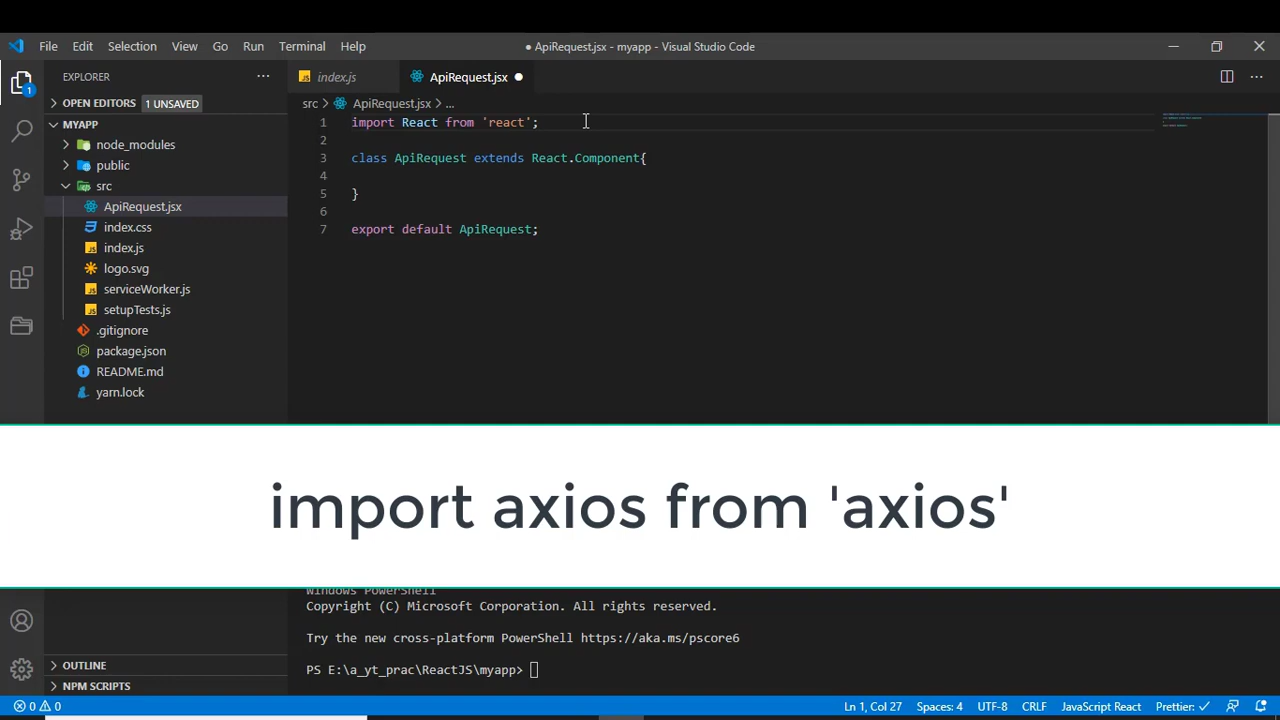 File Edit Selection View Go Run Terminal Help
● ApiRequest.jsx - myapp - Visual Studio Code
EXPLORER
index.js
ApiRequest.jsx
OPEN EDITORS 1 UNSAVED
src > ApiRequest.jsx > ...
MYAPP
node_modules
public
src
ApiRequest.jsx
index.css
index.js
logo.svg
serviceWorker.js
setupTests.js
.gitignore
package.json
README.md
yarn.lock
1
1 import React from 'react';
2
3 class ApiRequest extends React.Component{
4
5 }
6
7 export default ApiRequest;
import axios from 'axios'
Windows PowerShell
Copyright (C) Microsoft Corporation. All rights reserved.
Try the new cross-platform PowerShell https://aka.ms/pscore6
PS E:\a_yt_prac\ReactJS\myapp>
OUTLINE
NPM SCRIPTS
0 0
Ln 1, Col 27 Spaces: 4 UTF-8 CRLF JavaScript React Prettier: ✓